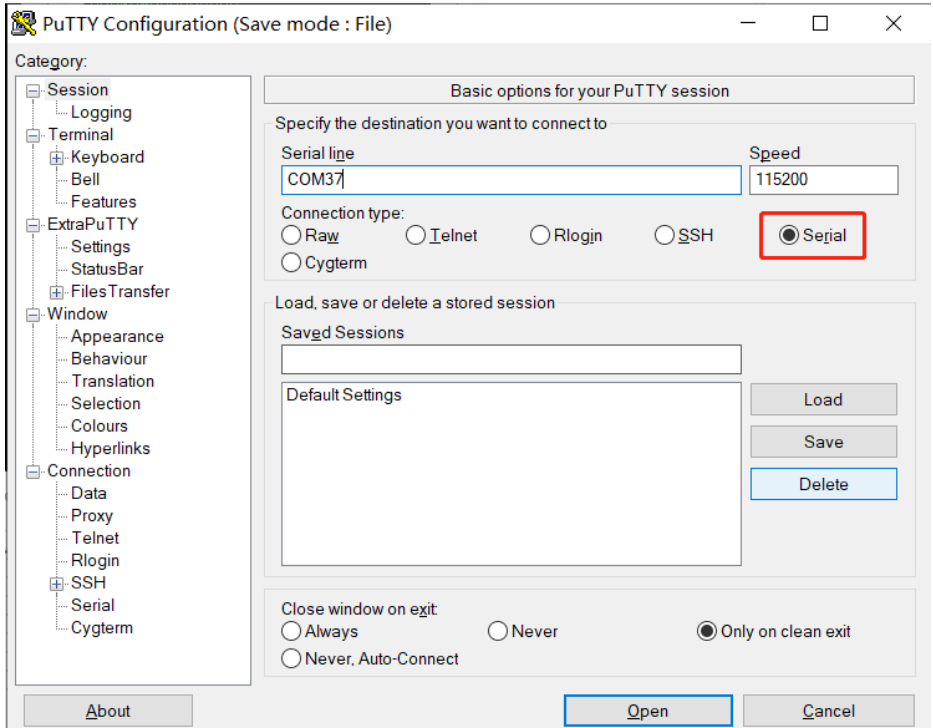 PuTTY Configuration (Save mode : File)
Category:
Session
Logging
Terminal
Keyboard
Bell
Features
ExtraPuTTY
Settings
StatusBar
FilesTransfer
Window
Appearance
Behaviour
Translation
Selection
Colours
Hyperlinks
Connection
Data
Proxy
Telnet
Rlogin
SSH
Serial
Cygterm
Basic options for your PuTTY session
Specify the destination you want to connect to
Serial line Speed
COM37 115200
Connection type:
Raw Telnet Rlogin SSH Serial
Cygterm
Load, save or delete a stored session
Saved Sessions
Default Settings
Load
Save
Delete
Close window on exit:
Always Never Only on clean exit
Never, Auto-Connect
About Open Cancel